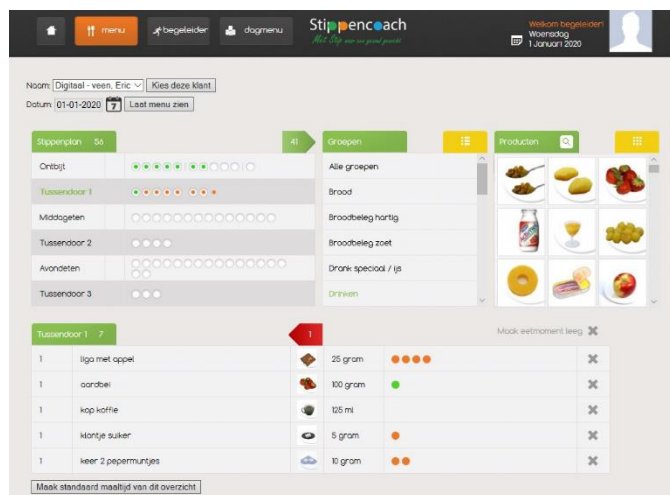 menu
begeleider
dagmenu
Stippencoach
Met Stip naar een gezond gewicht
Welkom begeleider!
Woensdag
1 Januari 2020
Naam: Digitaal - veen, Eric Kies deze klant
Datum: 01-01-2020 7 Laat menu zien
Stippenplan 56 41
Groepen
Producten
Ontbijt
Tussendoor 1
Middageten
Tussendoor 2
Avondeten
Tussendoor 3
Alle groepen
Brood
Broodbeleg hartig
Broodbeleg zoet
Drank speciaal / ijs
Drinken
Tussendoor 1 7 1
Maak eetmoment leeg
1 liga met appel 25 gram
1 aardbei 100 gram
1 kop koffie 125 ml
1 klontje suiker 5 gram
1 keer 2 pepermuntjes 10 gram
Maak standaard maaltijd van dit overzicht